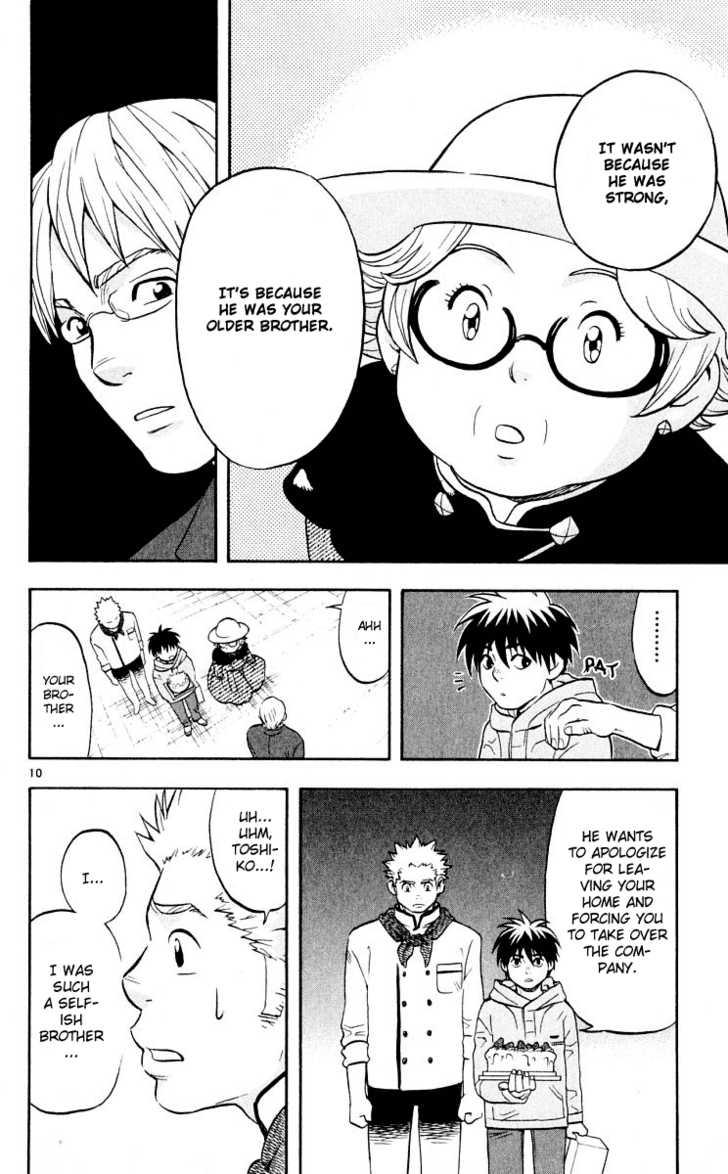 IT WASN'T
BECAUSE
HE WAS
STRONG,
IT'S BECAUSE
HE WAS YOUR
OLDER BROTHER.
.........
PAT
AHH
...
YOUR
BRO-
THER
...
10
HE WANTS
TO APOLOGIZE
FOR LEA-
VING YOUR
HOME AND
FORCING YOU
TO TAKE OVER
THE COM-
PANY.
UH...
UHM,
TOSHI-
KO...!
I...
I WAS
SUCH
A SELF-
ISH
BROTHER
...